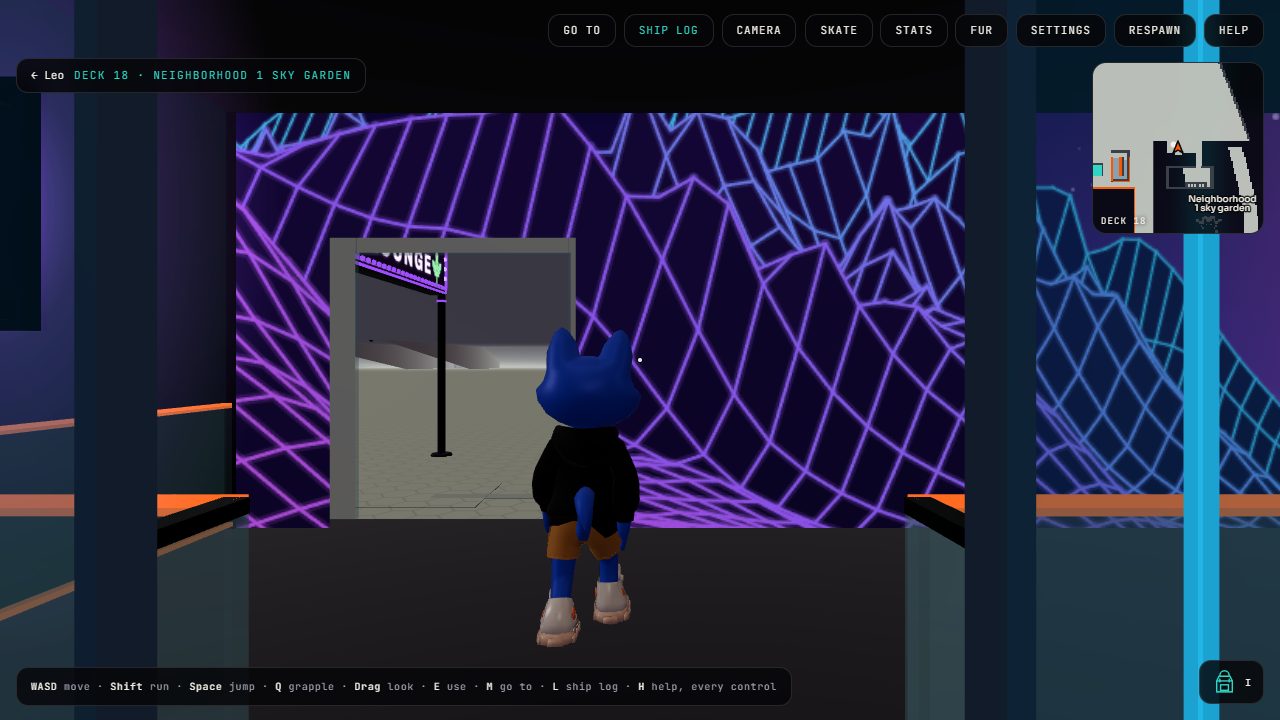 GO TO
SHIP LOG
CAMERA
SKATE
STATS
FUR
SETTINGS
RESPAWN
HELP
← Leo DECK 18 · NEIGHBORHOOD 1 SKY GARDEN
Neighborhood
1 sky garden
DECK 18
WASD move · Shift run · Space jump · Q grapple · Drag look · E use · M go to · L ship log · H help, every control
I